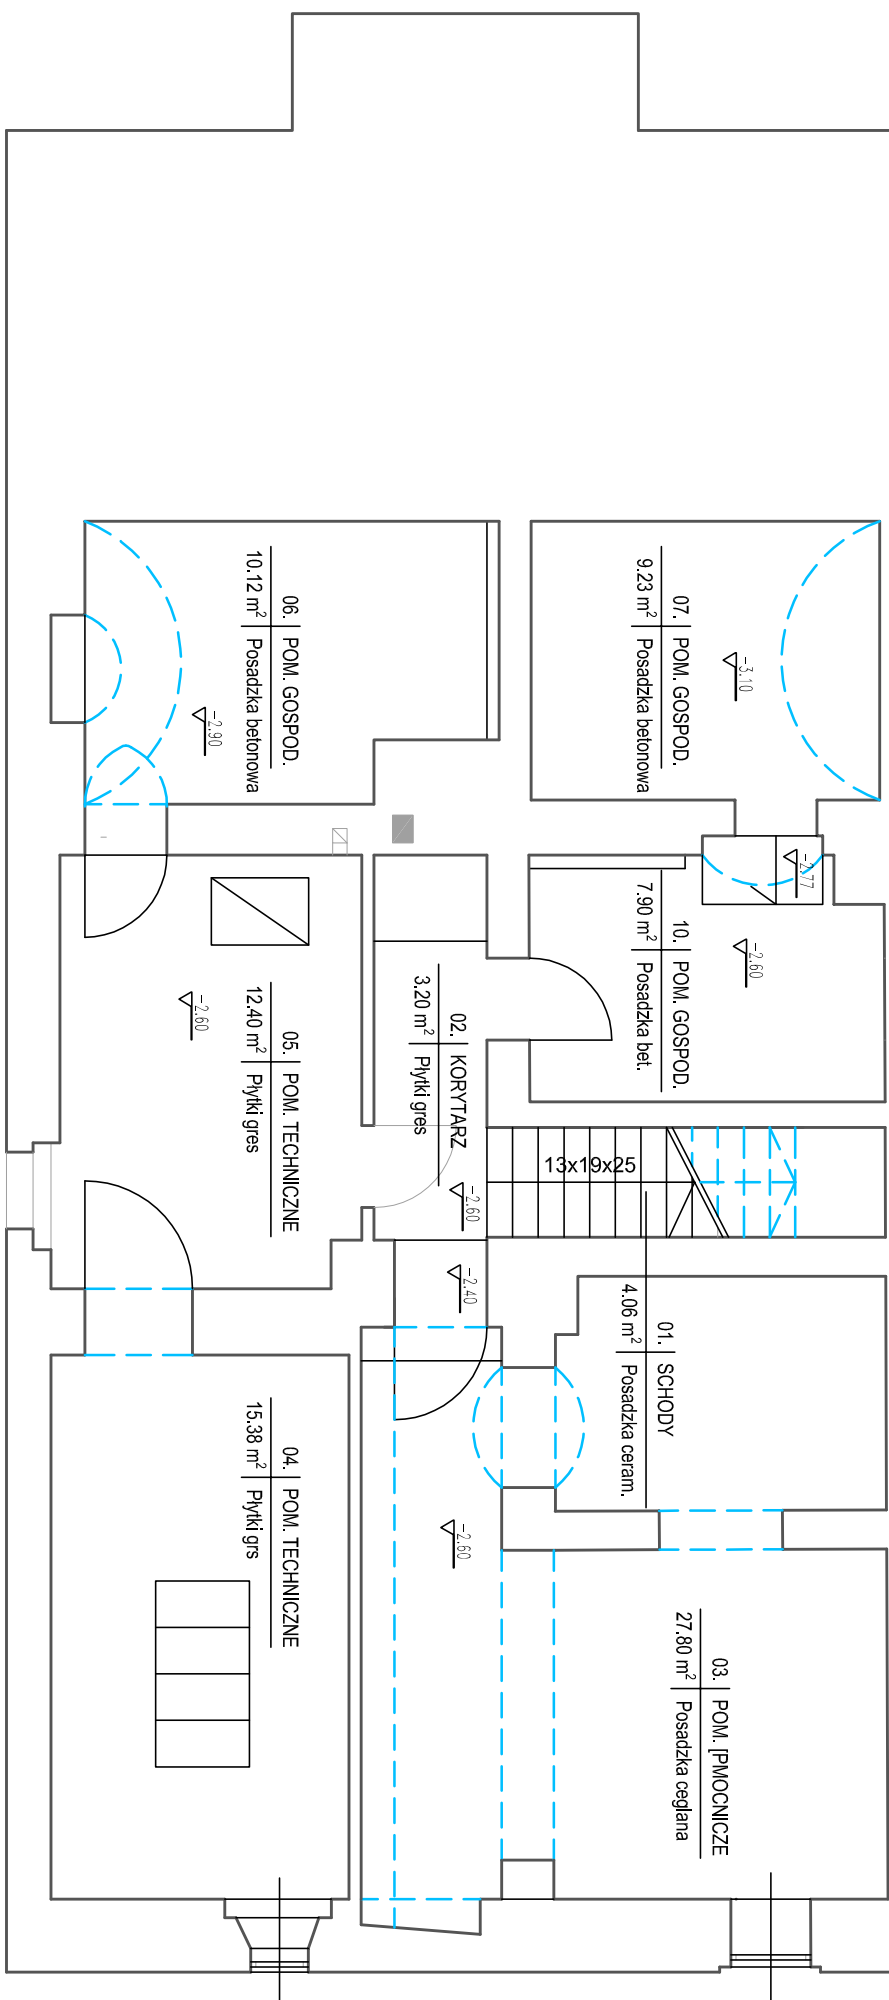 07. POM. GOSPOD.
9.23 m² Posadzka betonowa
-3.10
06. POM. GOSPOD.
10.12 m² Posadzka betonowa
-2.90
-2.77
10. POM. GOSPOD.
7.90 m² Posadzka bet.
-2.60
02. KORYTARZ
3.20 m² Płytki gres
-2.60
05. POM. TECHNICZNE
12.40 m² Płytki gres
-2.60
13x19x25
-2.40
01. SCHODY
4.06 m² Posadzka ceram.
04. POM. TECHNICZNE
15.38 m² Płytki grs
-2.60
03. POM. [PMOCNICZE
27.80 m² Posadzka ceglana